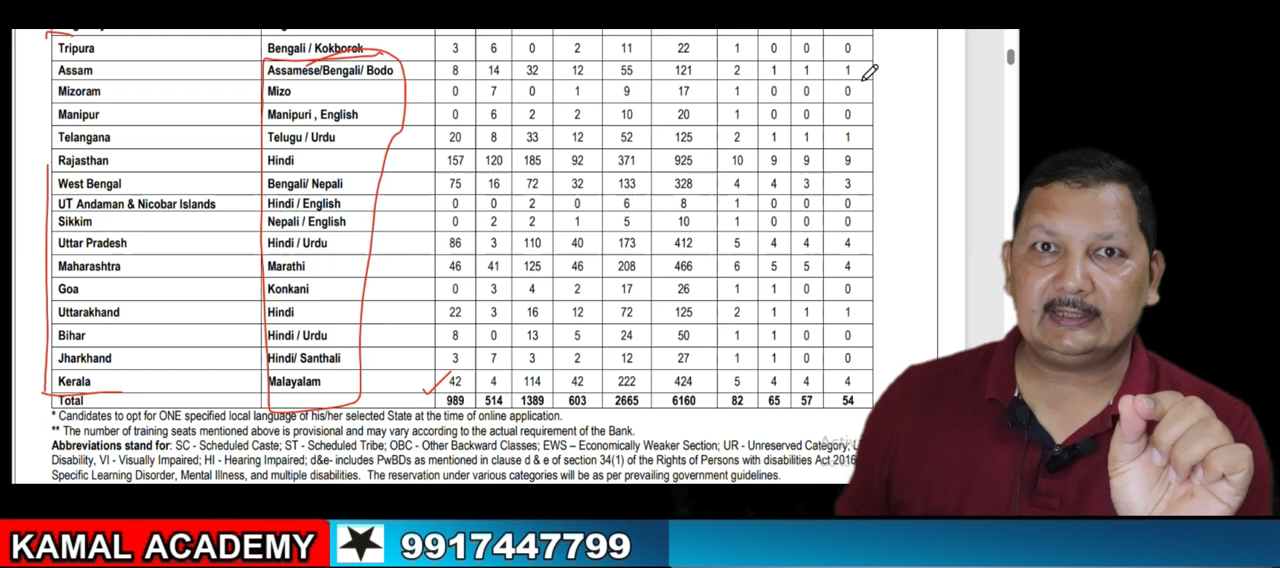 Tripura Bengali / Kokborok 3 6 0 2 11 22 1 0 0 0
Assam Assamese/Bengali/ Bodo 8 14 32 12 55 121 2 1 1 1
Mizoram Mizo 0 7 0 1 9 17 1 0 0 0
Manipur Manipuri , English 0 6 2 2 10 20 1 0 0 0
Telangana Telugu / Urdu 20 8 33 12 52 125 2 1 1 1
Rajasthan Hindi 157 120 185 92 371 925 10 9 9 9
West Bengal Bengali/ Nepali 75 16 72 32 133 328 4 4 3 3
UT Andaman & Nicobar Islands Hindi / English 0 0 2 0 6 8 1 0 0 0
Sikkim Nepali / English 0 2 2 1 5 10 1 0 0 0
Uttar Pradesh Hindi / Urdu 86 3 110 40 173 412 5 4 4 4
Maharashtra Marathi 46 41 125 46 208 466 6 5 5 4
Goa Konkani 0 3 4 2 17 26 1 1 0 0
Uttarakhand Hindi 22 3 16 12 72 125 2 1 1 1
Bihar Hindi / Urdu 8 0 13 5 24 50 1 1 0 0
Jharkhand Hindi/ Santhali 3 7 3 2 12 27 1 1 0 0
Kerala Malayalam 42 4 114 42 222 424 5 4 4 4
Total 989 514 1389 603 2665 6160 82 65 57 54
* Candidates to opt for ONE specified local language of his/her selected State at the time of online application.
** The number of training seats mentioned above is provisional and may vary according to the actual requirement of the Bank.
Abbreviations stand for: SC - Scheduled Caste; ST - Scheduled Tribe; OBC - Other Backward Classes; EWS – Economically Weaker Section; UR - Unreserved Category; L
Disability, VI - Visually Impaired; HI - Hearing Impaired; d&e- includes PwBDs as mentioned in clause d & e of section 34(1) of the Rights of Persons with disabilities Act 2016
Specific Learning Disorder, Mental Illness, and multiple disabilities. The reservation under various categories will be as per prevailing government guidelines.
KAMAL ACADEMY 9917447799